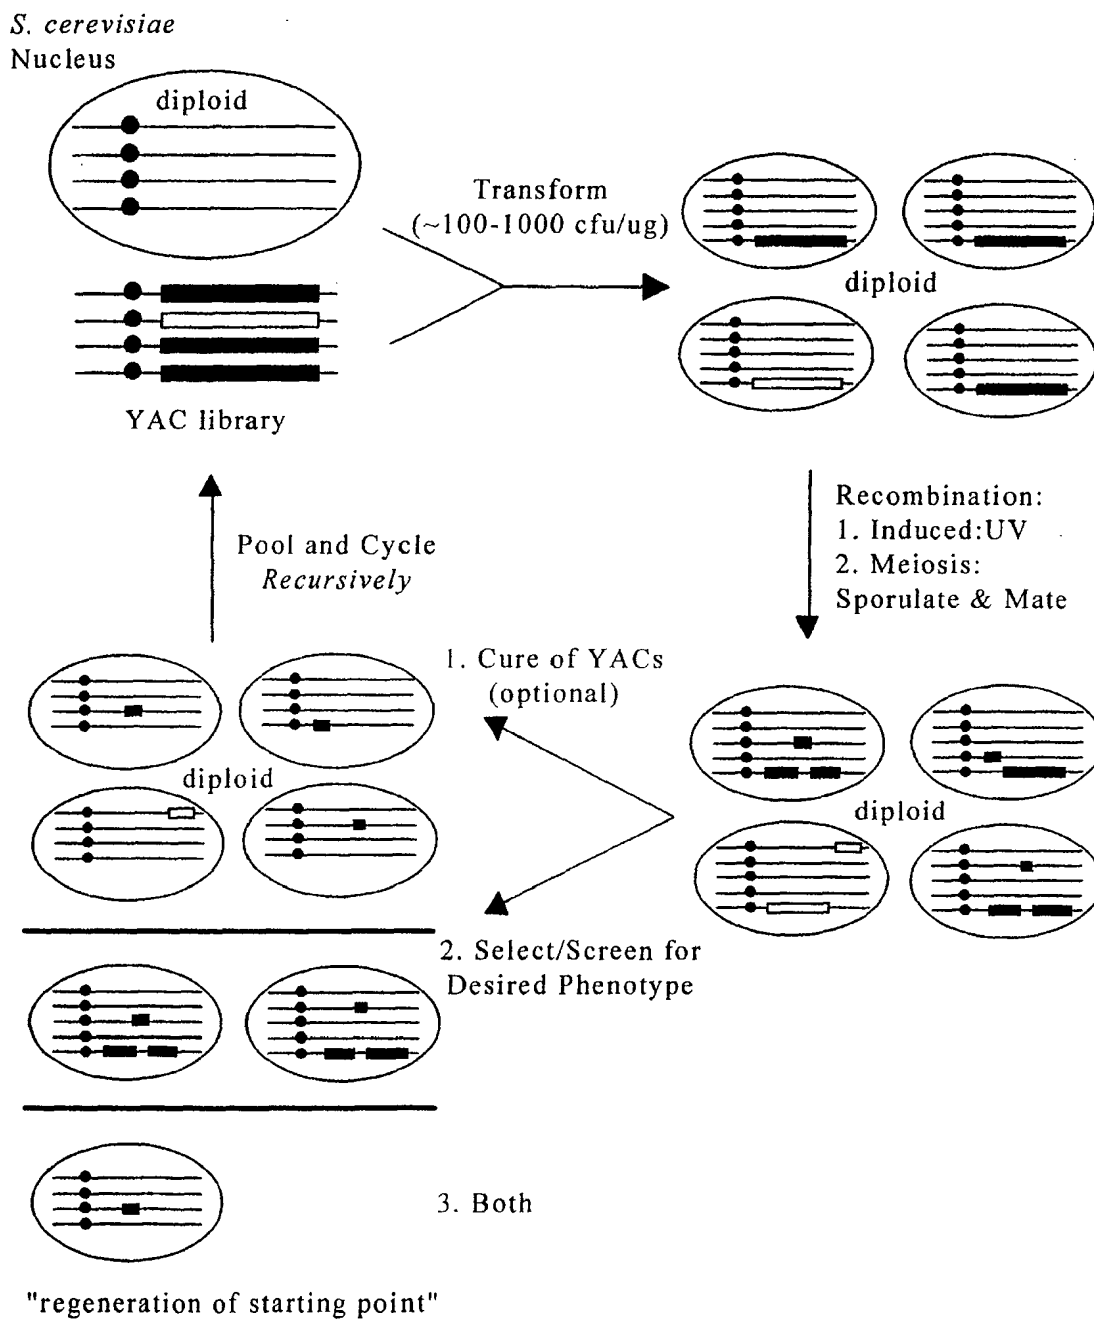 S. cerevisiae
Nucleus
diploid
YAC library
Transform
(~100-1000 cfu/ug)
diploid
Recombination:
1. Induced:UV
2. Meiosis:
Sporulate & Mate
diploid
1. Cure of YACs
(optional)
2. Select/Screen for
Desired Phenotype
3. Both
Pool and Cycle
Recursively
diploid
"regeneration of starting point"